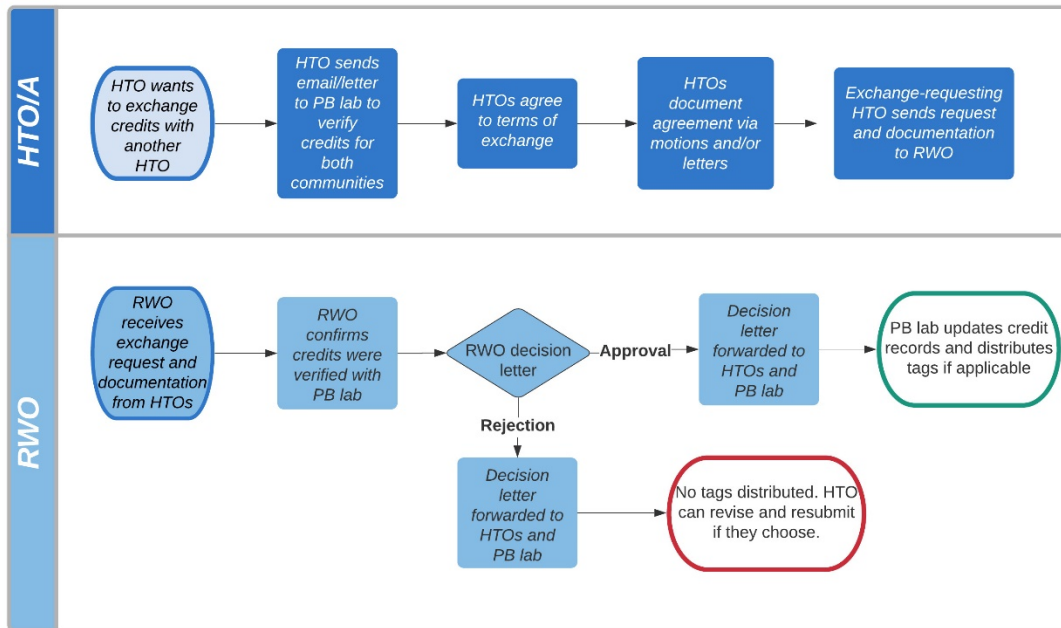 HTO/A
HTO wants
to exchange
credits with
another
HTO
HTO sends
email/letter
to PB lab to
verify
credits for
both
communities
HTOs agree
to terms of
exchange
HTOs
document
agreement via
motions and/or
letters
Exchange-requesting
HTO sends request
and documentation
to RWO
RWO
RWO
receives
exchange
request and
documentation
from HTOs
RWO
confirms
credits were
verified with
PB lab
RWO decision
letter
Approval
Decision
letter
forwarded to
HTOs and
PB lab
PB lab updates credit
records and distributes
tags if applicable
Rejection
Decision
letter
forwarded to
HTOs and
PB lab
No tags distributed. HTO
can revise and resubmit
if they choose.